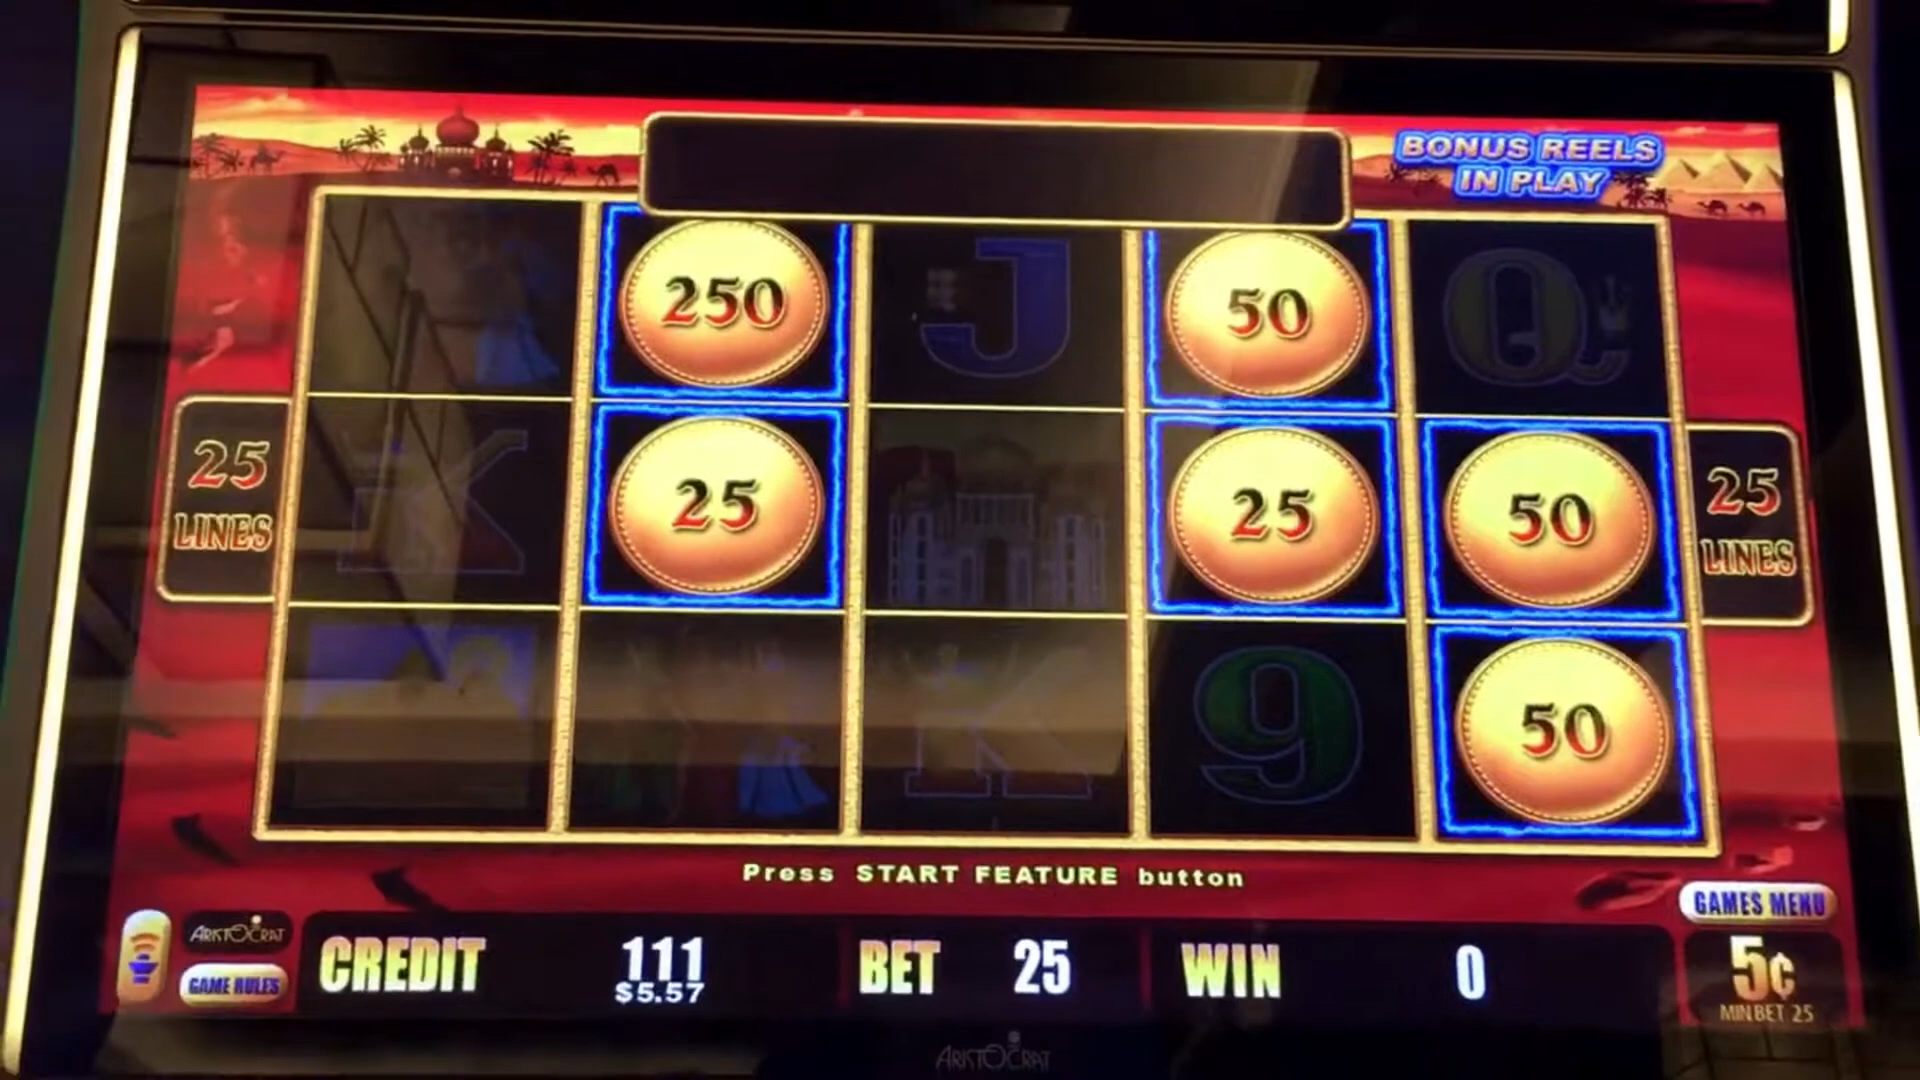 BONUS REELS
IN PLAY
250
J
50
Q
25
LINES
K
25
25
50
25
LINES
K
9
50
Press START FEATURE button
GAMES MENU
ARISTOCRAT
GAME RULES
CREDIT
111
$5.57
BET
25
WIN
0
5¢
MIN BET 25
ARISTOCRAT